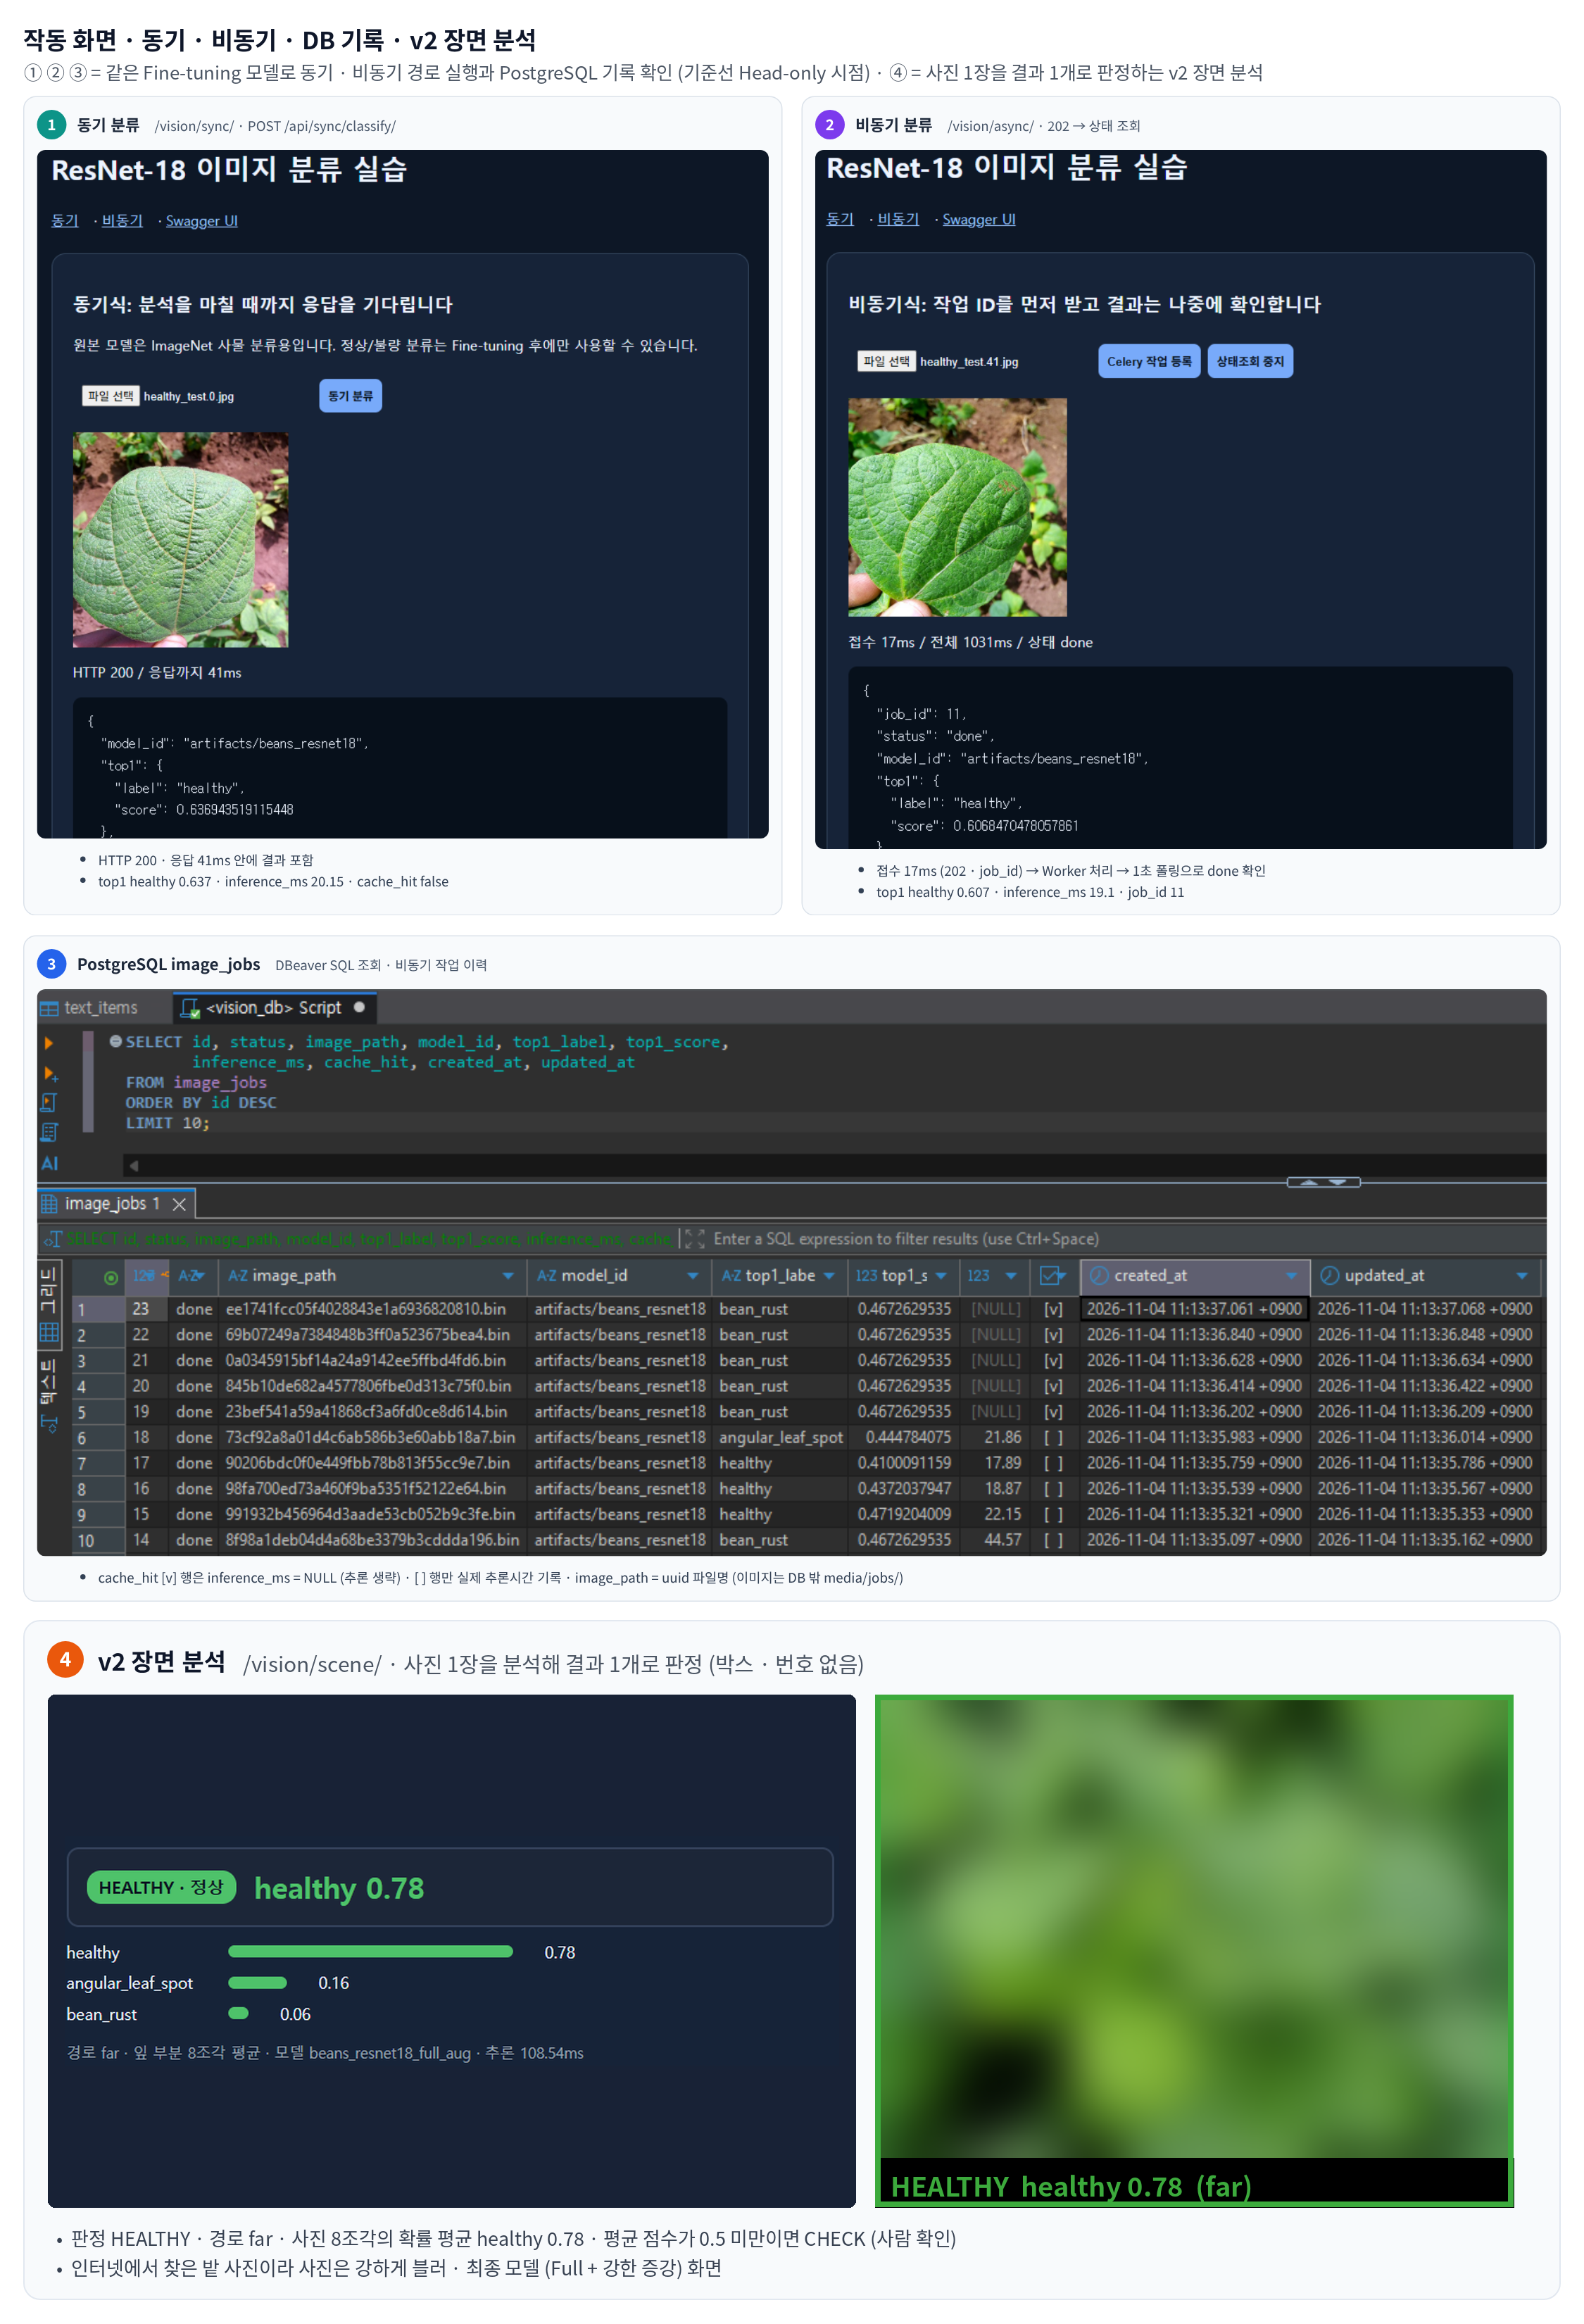 작동 화면 · 동기 · 비동기 · DB 기록 · v2 장면 분석
① ② ③ = 같은 Fine-tuning 모델로 동기 · 비동기 경로 실행과 PostgreSQL 기록 확인 (기준선 Head-only 시점) · ④ = 사진 1장을 결과 1개로 판정하는 v2 장면 분석
1 동기 분류 /vision/sync/ · POST /api/sync/classify/
ResNet-18 이미지 분류 실습
동기 · 비동기 · Swagger UI
동기식: 분석을 마칠 때까지 응답을 기다립니다
원본 모델은 ImageNet 사물 분류용입니다. 정상/불량 분류는 Fine-tuning 후에만 사용할 수 있습니다.
파일 선택 healthy_test.0.jpg 동기 분류
HTTP 200 / 응답까지 41ms
{
"model_id": "artifacts/beans_resnet18",
"top1": {
"label": "healthy",
"score": 0.636943519115448
},
• HTTP 200 · 응답 41ms 안에 결과 포함
• top1 healthy 0.637 · inference_ms 20.15 · cache_hit false
2 비동기 분류 /vision/async/ · 202 → 상태 조회
ResNet-18 이미지 분류 실습
동기 · 비동기 · Swagger UI
비동기식: 작업 ID를 먼저 받고 결과는 나중에 확인합니다
파일 선택 healthy_test.41.jpg Celery 작업 등록 상태조회 중지
접수 17ms / 전체 1031ms / 상태 done
{
"job_id": 11,
"status": "done",
"model_id": "artifacts/beans_resnet18",
"top1": {
"label": "healthy",
"score": 0.6068470478057861
}
• 접수 17ms (202 · job_id) → Worker 처리 → 1초 폴링으로 done 확인
• top1 healthy 0.607 · inference_ms 19.1 · job_id 11
3 PostgreSQL image_jobs DBeaver SQL 조회 · 비동기 작업 이력
text_items <vision_db> Script
SELECT id, status, image_path, model_id, top1_label, top1_score,
inference_ms, cache_hit, created_at, updated_at
FROM image_jobs
ORDER BY id DESC
LIMIT 10;
AI
image_jobs 1
SELECT id, status, image_path, model_id, top1_label, top1_score, inference_ms, cache Enter a SQL expression to filter results (use Ctrl+Space)
그리드
텍스트
123 A-Z A-Z image_path A-Z model_id A-Z top1_labe 123 top1_s 123 created_at updated_at
1 23 done ee1741fcc05f4028843e1a6936820810.bin artifacts/beans_resnet18 bean_rust 0.4672629535 [NULL] [v] 2026-11-04 11:13:37.061 +0900 2026-11-04 11:13:37.068 +0900
2 22 done 69b07249a7384848b3ff0a523675bea4.bin artifacts/beans_resnet18 bean_rust 0.4672629535 [NULL] [v] 2026-11-04 11:13:36.840 +0900 2026-11-04 11:13:36.848 +0900
3 21 done 0a0345915bf14a24a9142ee5ffbd4fd6.bin artifacts/beans_resnet18 bean_rust 0.4672629535 [NULL] [v] 2026-11-04 11:13:36.628 +0900 2026-11-04 11:13:36.634 +0900
4 20 done 845b10de682a4577806fbe0d313c75f0.bin artifacts/beans_resnet18 bean_rust 0.4672629535 [NULL] [v] 2026-11-04 11:13:36.414 +0900 2026-11-04 11:13:36.422 +0900
5 19 done 23bef541a59a41868cf3a6fd0ce8d614.bin artifacts/beans_resnet18 bean_rust 0.4672629535 [NULL] [v] 2026-11-04 11:13:36.202 +0900 2026-11-04 11:13:36.209 +0900
6 18 done 73cf92a8a01d4c6ab586b3e60abb18a7.bin artifacts/beans_resnet18 angular_leaf_spot 0.444784075 21.86 [ ] 2026-11-04 11:13:35.983 +0900 2026-11-04 11:13:36.014 +0900
7 17 done 90206bdc0f0e449fbb78b813f55cc9e7.bin artifacts/beans_resnet18 healthy 0.4100091159 17.89 [ ] 2026-11-04 11:13:35.759 +0900 2026-11-04 11:13:35.786 +0900
8 16 done 98fa700ed73a460f9ba5351f52122e64.bin artifacts/beans_resnet18 healthy 0.4372037947 18.87 [ ] 2026-11-04 11:13:35.539 +0900 2026-11-04 11:13:35.567 +0900
9 15 done 991932b456964d3aade53cb052b9c3fe.bin artifacts/beans_resnet18 healthy 0.4719204009 22.15 [ ] 2026-11-04 11:13:35.321 +0900 2026-11-04 11:13:35.353 +0900
10 14 done 8f98a1deb04d4a68be3379b3cddda196.bin artifacts/beans_resnet18 bean_rust 0.4672629535 44.57 [ ] 2026-11-04 11:13:35.097 +0900 2026-11-04 11:13:35.162 +0900
• cache_hit [v] 행은 inference_ms = NULL (추론 생략) · [ ] 행만 실제 추론시간 기록 · image_path = uuid 파일명 (이미지는 DB 밖 media/jobs/)
4 v2 장면 분석 /vision/scene/ · 사진 1장을 분석해 결과 1개로 판정 (박스 · 번호 없음)
HEALTHY · 정상 healthy 0.78
healthy 0.78
angular_leaf_spot 0.16
bean_rust 0.06
경로 far · 잎 부분 8조각 평균 · 모델 beans_resnet18_full_aug · 추론 108.54ms
HEALTHY healthy 0.78 (far)
• 판정 HEALTHY · 경로 far · 사진 8조각의 확률 평균 healthy 0.78 · 평균 점수가 0.5 미만이면 CHECK (사람 확인)
• 인터넷에서 찾은 밭 사진이라 사진은 강하게 블러 · 최종 모델 (Full + 강한 증강) 화면